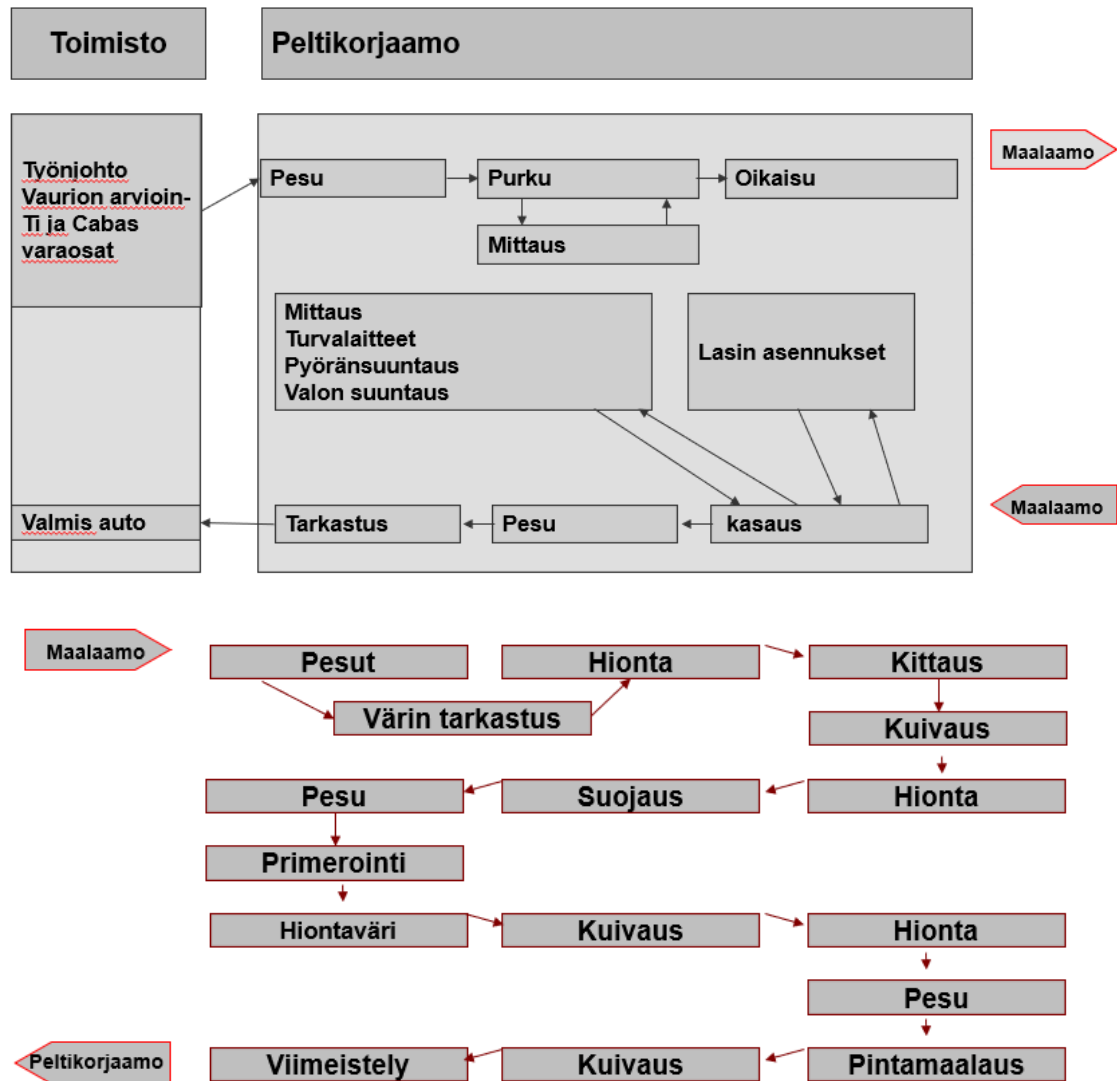 Toimisto
Peltikorjaamo
Työnjohto
Vaurion arvioin-
Ti ja Cabas
varaosat
Pesu
Purku
Oikaisu
Maalaamo
Mittaus
Mittaus
Turvalaitteet
Pyöränsuuntaus
Valon suuntaus
Lasin asennukset
Valmis auto
Tarkastus
Pesu
kasaus
Maalaamo
Maalaamo
Pesut
Hionta
Kittaus
Värin tarkastus
Kuivaus
Pesu
Suojaus
Hionta
Primerointi
Hiontaväri
Kuivaus
Hionta
Pesu
Peltikorjaamo
Viimeistely
Kuivaus
Pintamaalaus